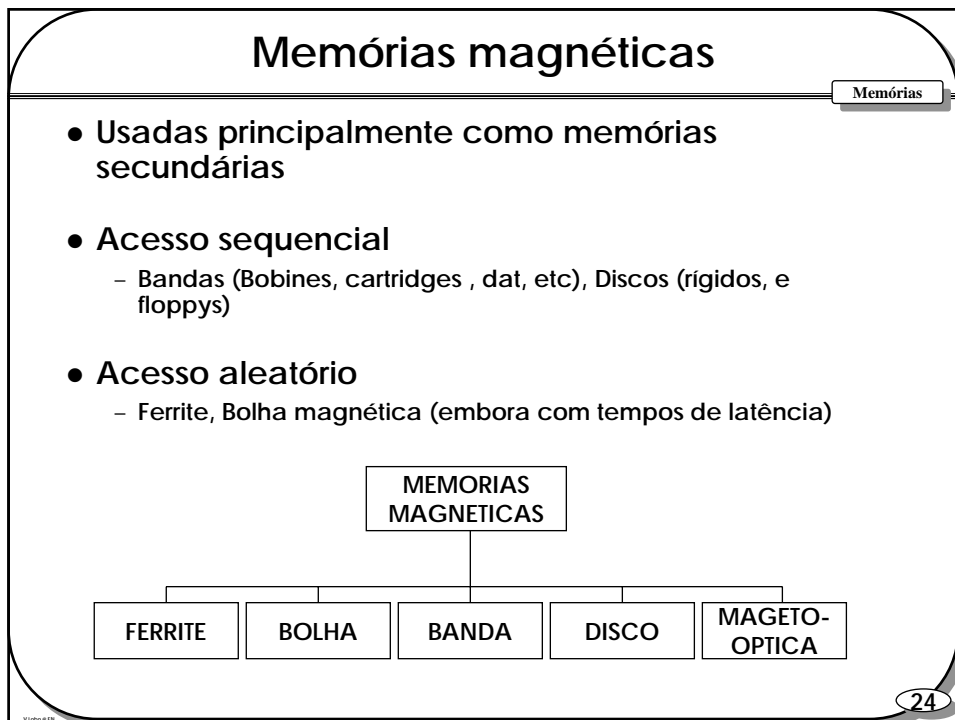 Memórias magnéticas
Memórias
● Usadas principalmente como memórias
secundárias
● Acesso sequencial
– Bandas (Bobines, cartridges , dat, etc), Discos (rígidos, e
floppys)
● Acesso aleatório
– Ferrite, Bolha magnética (embora com tempos de latência)
MEMORIAS
MAGNETICAS
FERRITE
BOLHA
BANDA
DISCO
MAGETO-
OPTICA
24